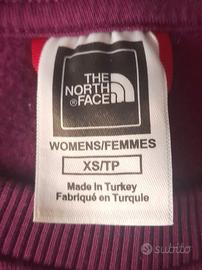 THE
NORTH
FACE
WOMENS/FEMMES
XS/TP
Made in Turkey
Fabriqué en Turquie
subito